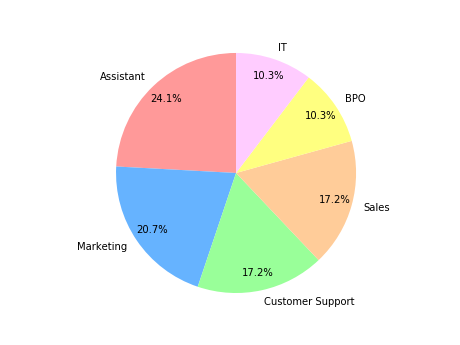 IT
10.3%
Assistant
24.1%
BPO
10.3%
17.2%
Sales
20.7%
Marketing
17.2%
Customer Support